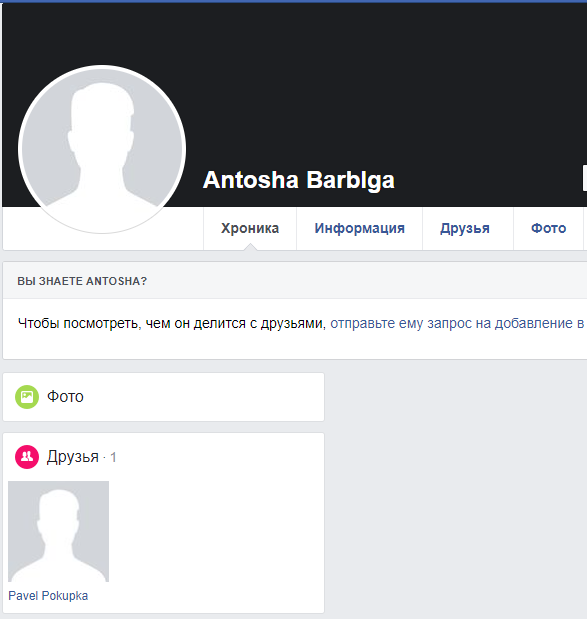 Antosha Barblga
Хроника Информация Друзья Фото
ВЫ ЗНАЕТЕ ANTOSHA?
Чтобы посмотреть, чем он делится с друзьями, отправьте ему запрос на добавление в
Фото
Друзья · 1
Pavel Pokupka